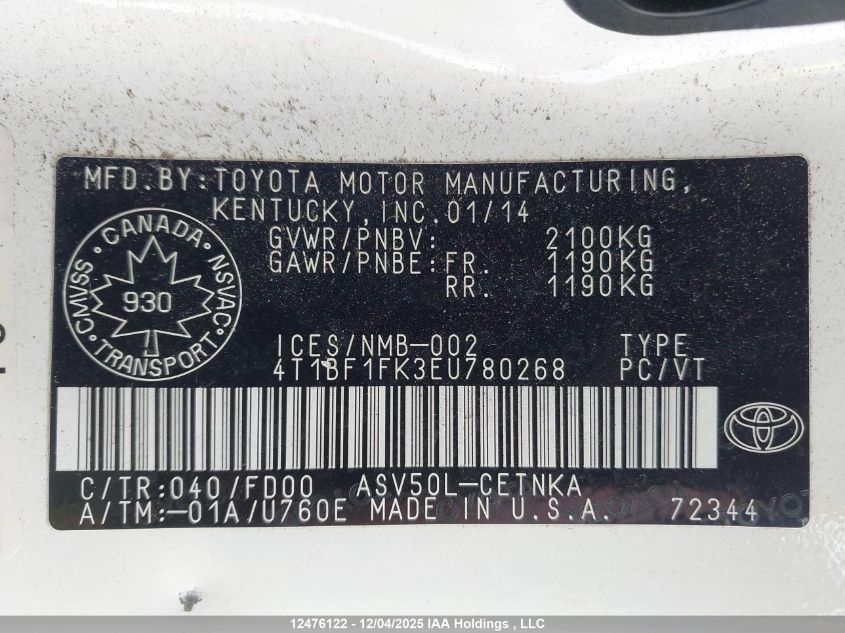 MFD.BY:TOYOTA MOTOR MANUFACTURING,
KENTUCKY,INC.01/14
GVWR/PNBV: 2100KG
GAWR/PNBE:FR. 1190KG
RR. 1190KG
CANADA
CMVSS 930 NSVAC
TRANSPORT
ICES/NMB-002 TYPE
4T1BF1FK3EU780268 PC/VT
C/TR:040/FD00 ASV50L-CETNKA
A/TM:-01A/U760E MADE IN U.S.A. 72344
12476122 - 12/04/2025 IAA Holdings , LLC